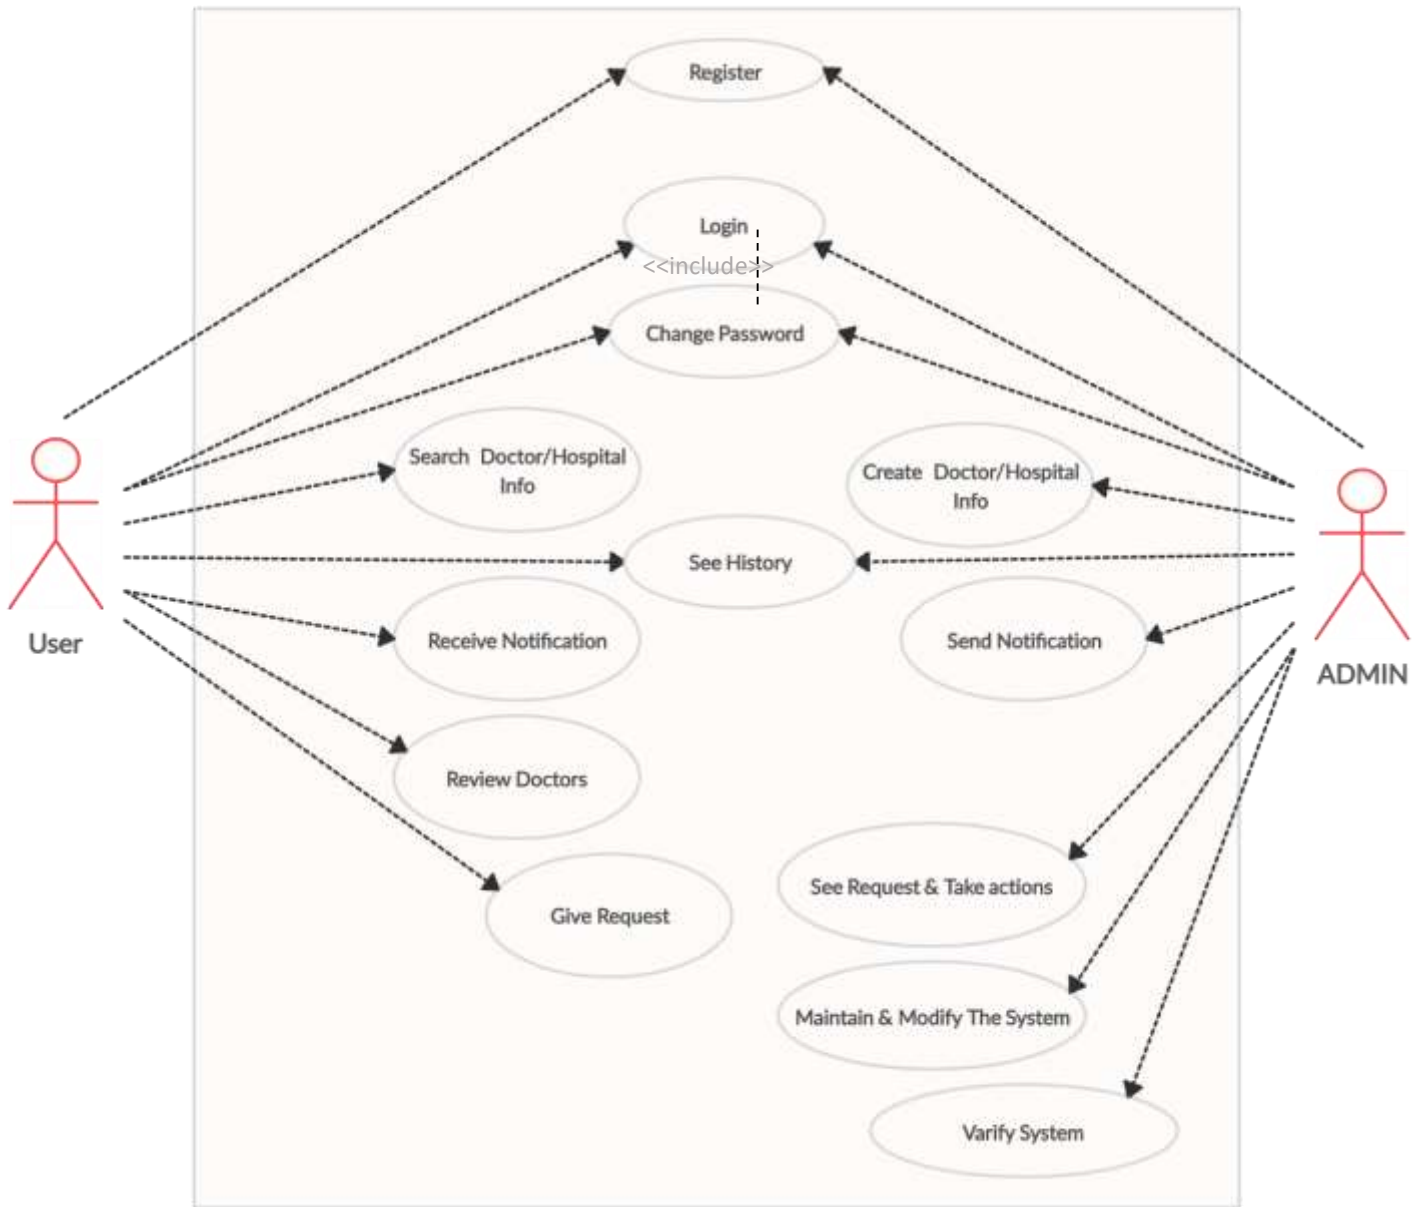 Register
Login
<<include>>
Change Password
Search Doctor/Hospital
Info
Create Doctor/Hospital
Info
See History
User
Receive Notification
Send Notification
ADMIN
Review Doctors
See Request & Take actions
Give Request
Maintain & Modify The System
Varify System